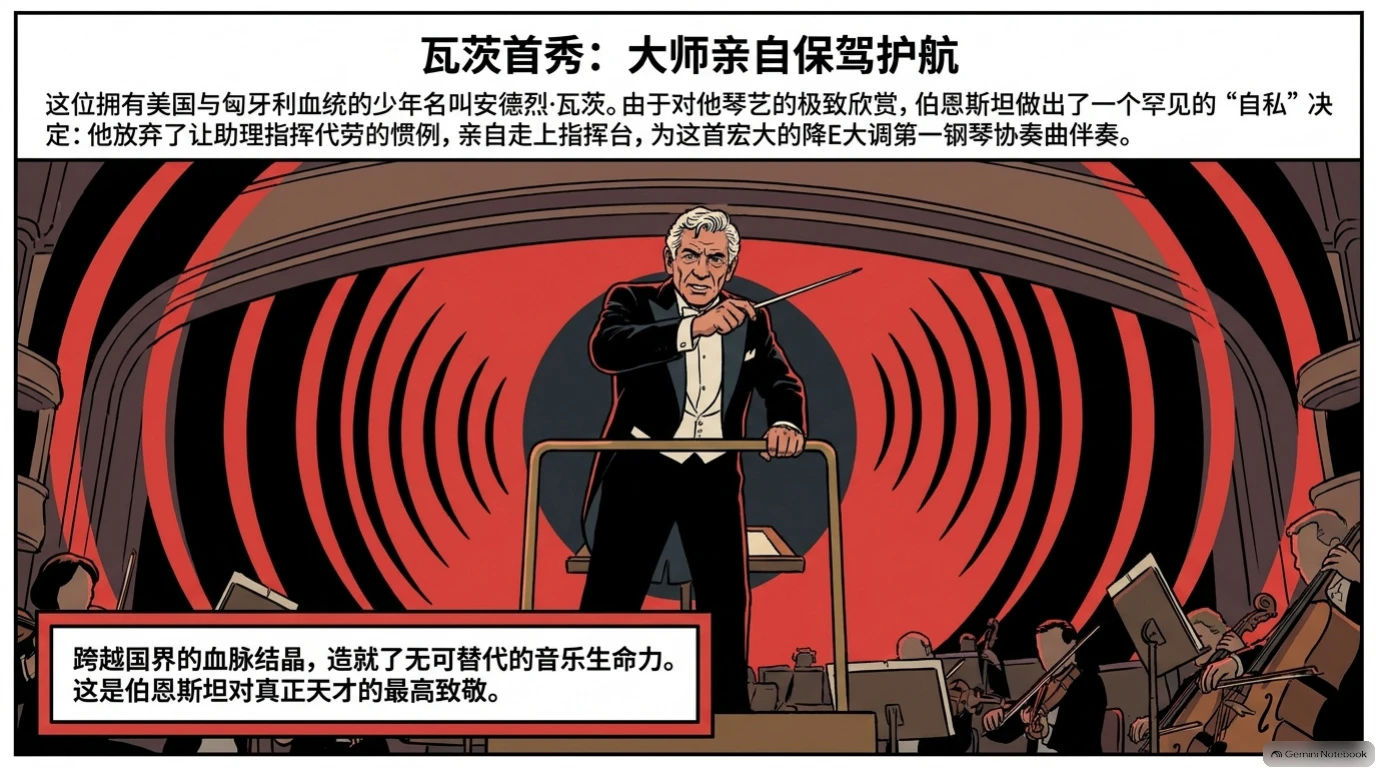 瓦茨首秀：大师亲自保驾护航
这位拥有美国与匈牙利血统的少年名叫安德烈·瓦茨。由于对他琴艺的极致欣赏，伯恩斯坦做出了一个罕见的“自私”决
定：他放弃了让助理指挥代劳的惯例，亲自走上指挥台，为这首宏大的降E大调第一钢琴协奏曲伴奏。
跨越国界的血脉结晶，造就了无可替代的音乐生命力。
这是伯恩斯坦对真正天才的最高致敬。
Gemini Notebook